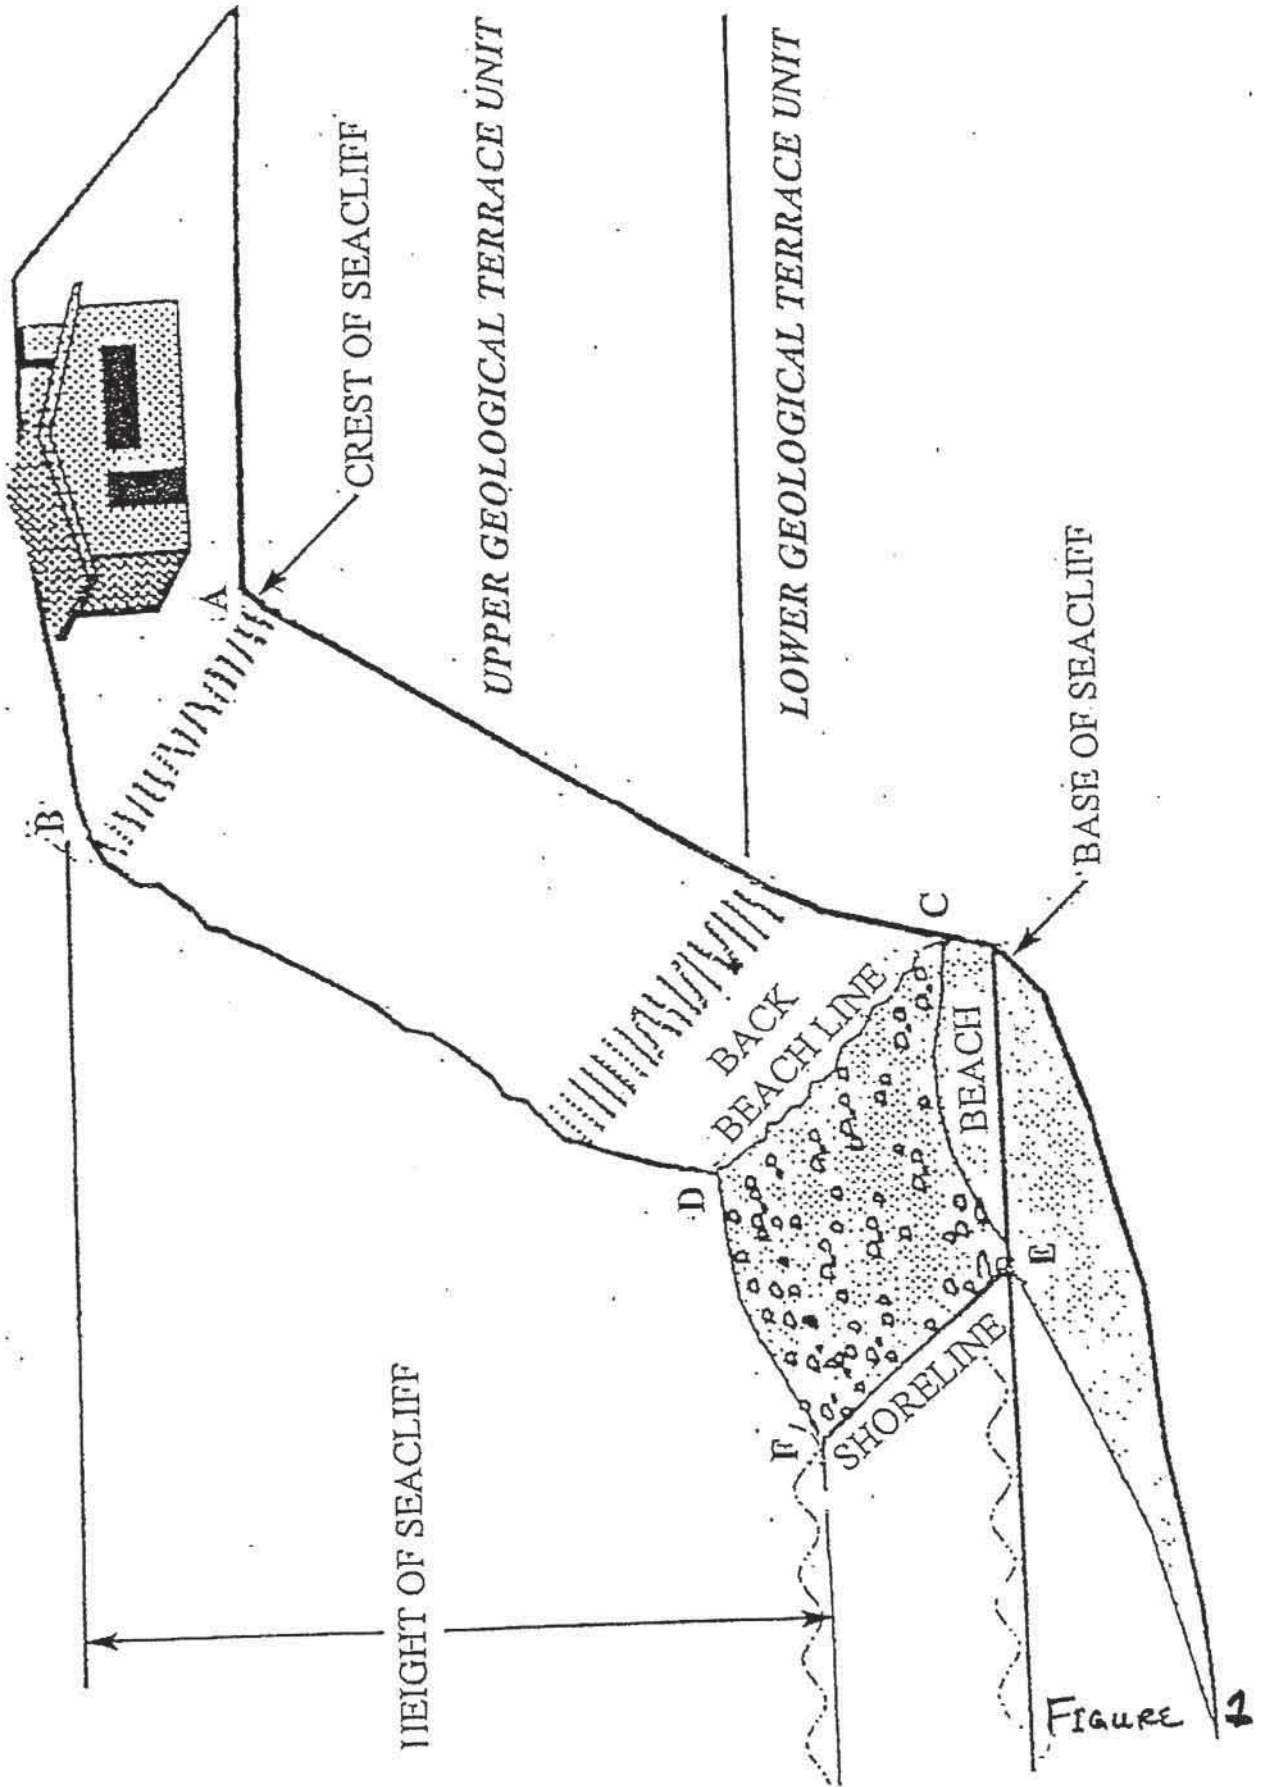 B
A
CREST OF SEACLIFF
UPPER GEOLOGICAL TERRACE UNIT
HEIGHT OF SEACLIFF
LOWER GEOLOGICAL TERRACE UNIT
BACK
BEACH LINE
D
C
BEACH
BASE OF SEACLIFF
F
SHORELINE
E
FIGURE 1